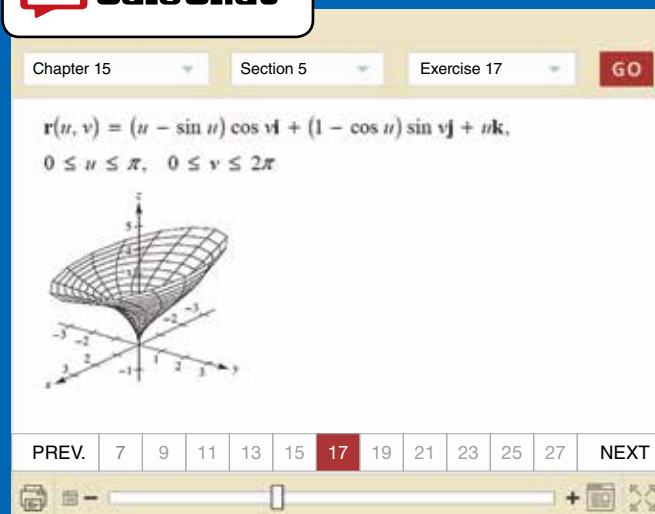 Chapter 15 Section 5 Exercise 17 GO
r(u, v) = (u − sin u) cos vi + (1 − cos u) sin vj + uk,
0 ≤ u ≤ π, 0 ≤ v ≤ 2π
z
5
4
3
-3 -2 -2 -3
3 2 -1 1 2 3 y
x
PREV. 7 9 11 13 15 17 19 21 23 25 27 NEXT